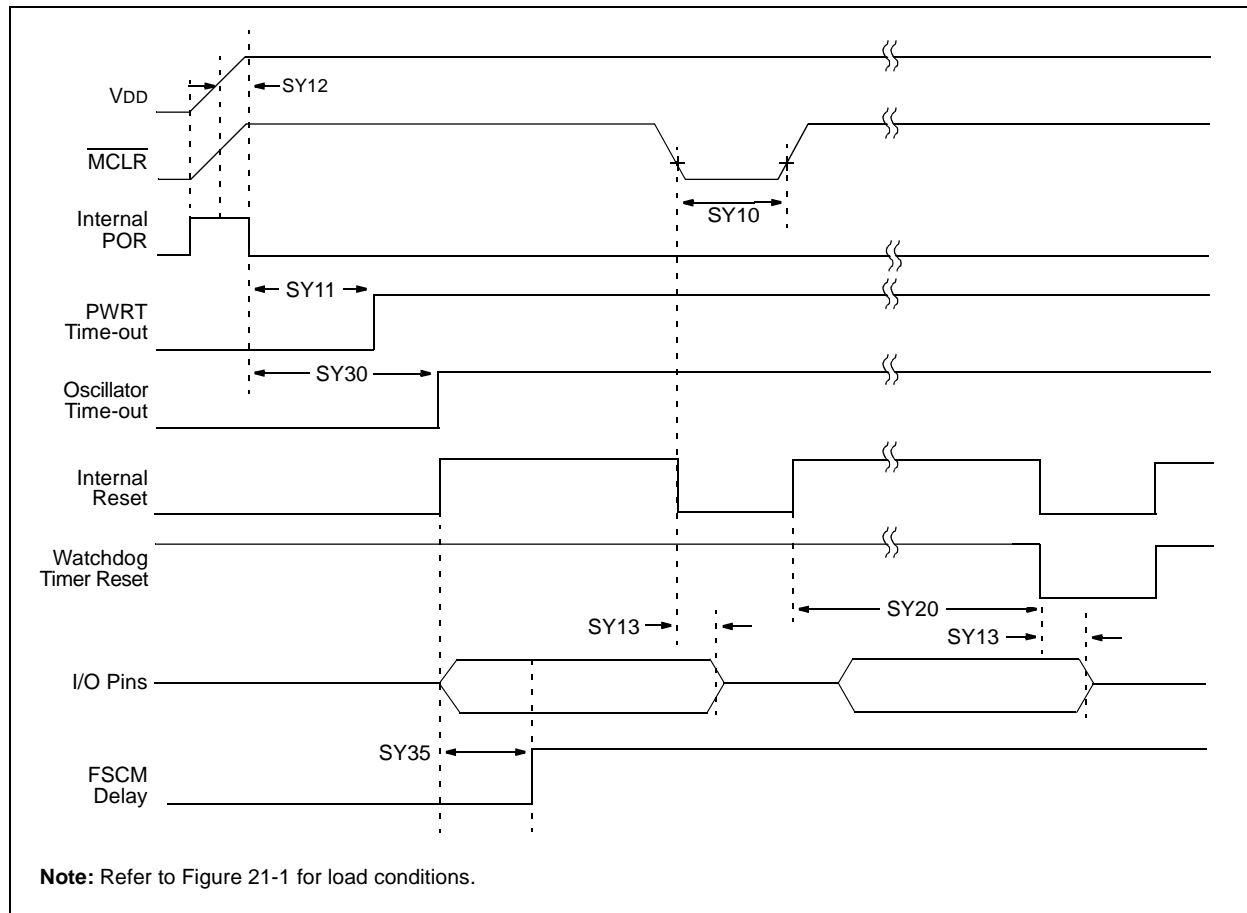 VDD
SY12
MCLR
SY10
Internal
POR
SY11
PWRT
Time-out
SY30
Oscillator
Time-out
Internal
Reset
Watchdog
Timer Reset
SY20
SY13
SY13
I/O Pins
SY35
FSCM
Delay
Note: Refer to Figure 21-1 for load conditions.